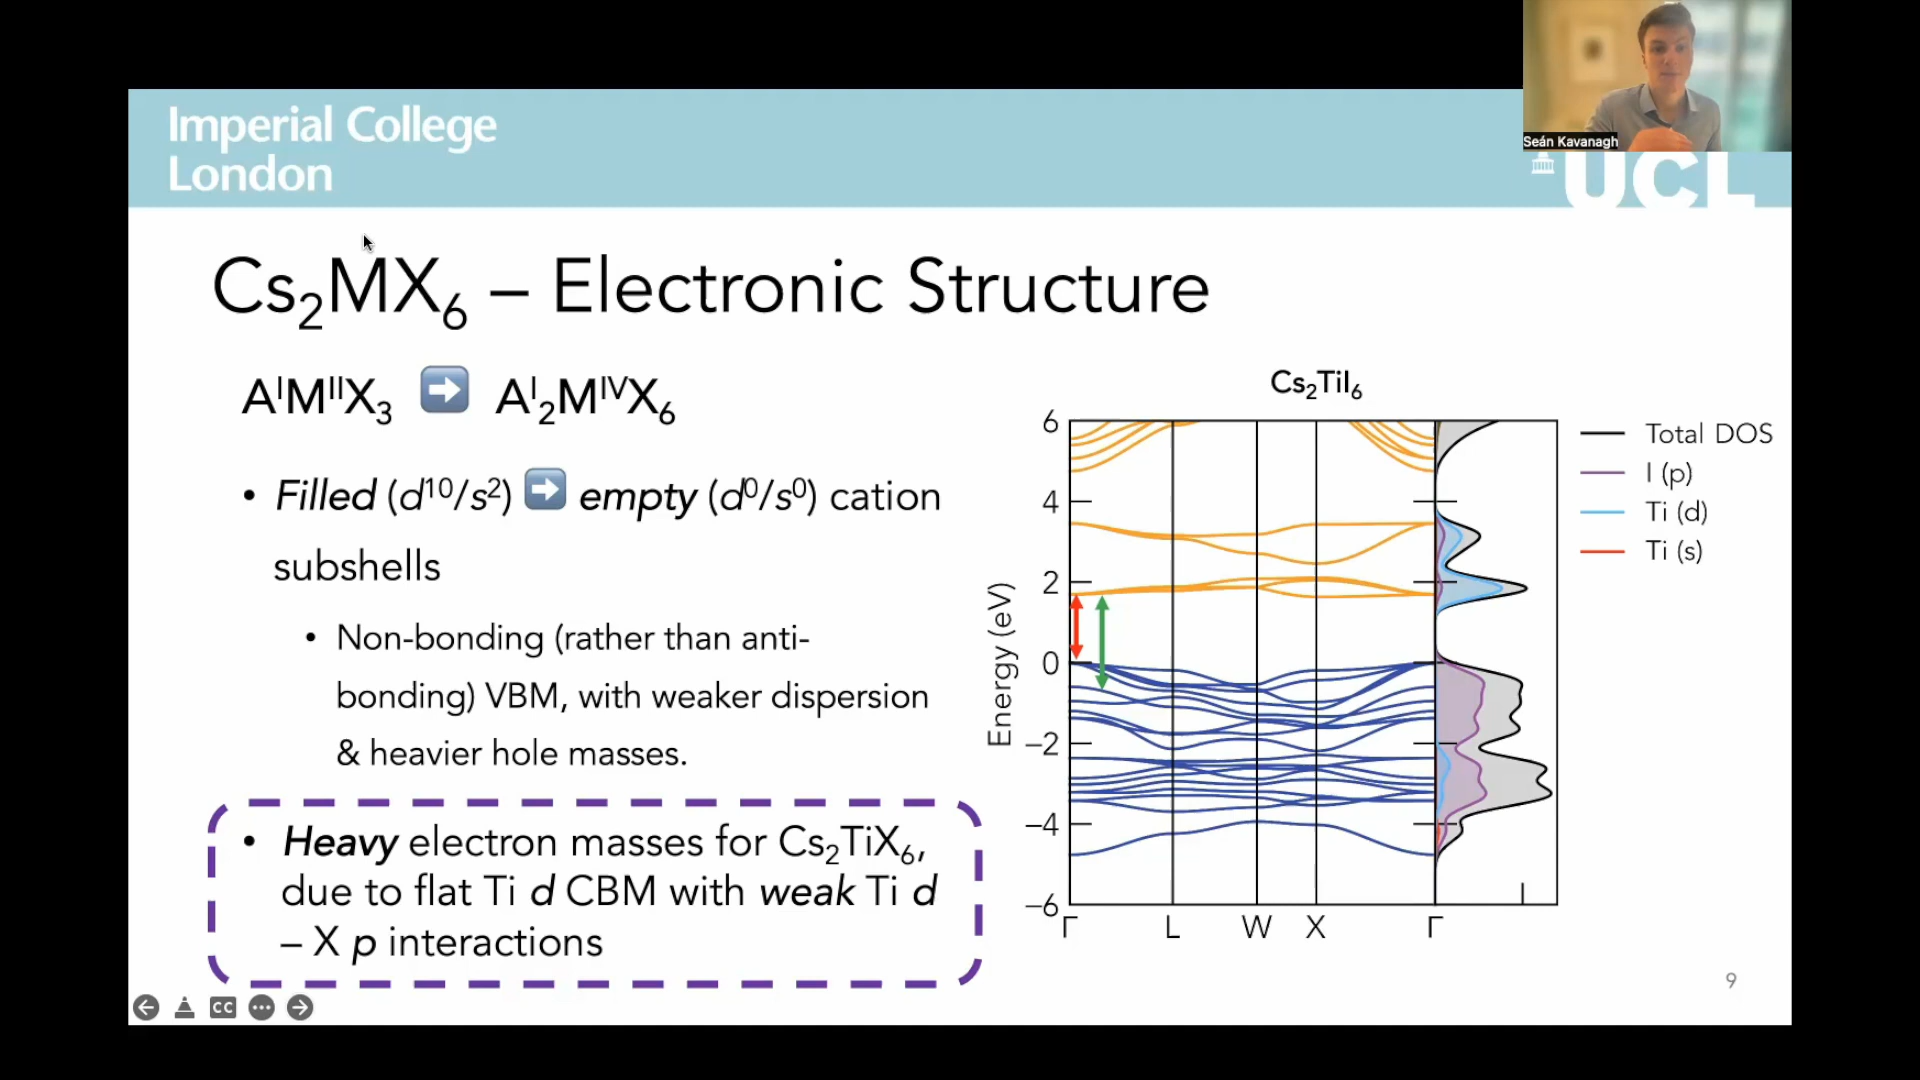 Imperial College
London
Seán Kavanagh
UCL
Cs₂MX₆ – Electronic Structure
AᴵMᴵᴵX₃ ➡ Aᴵ₂MᴵⱽX₆
• Filled (d¹⁰/s²) ➡ empty (d⁰/s⁰) cation
subshells
• Non-bonding (rather than anti-
bonding) VBM, with weaker dispersion
& heavier hole masses.
• Heavy electron masses for Cs₂TiX₆,
due to flat Ti d CBM with weak Ti d
– X p interactions
Cs₂TiI₆
Energy (eV)
6
4
2
0
−2
−4
−6
Γ L W X Γ
Total DOS
I (p)
Ti (d)
Ti (s)
9
CC